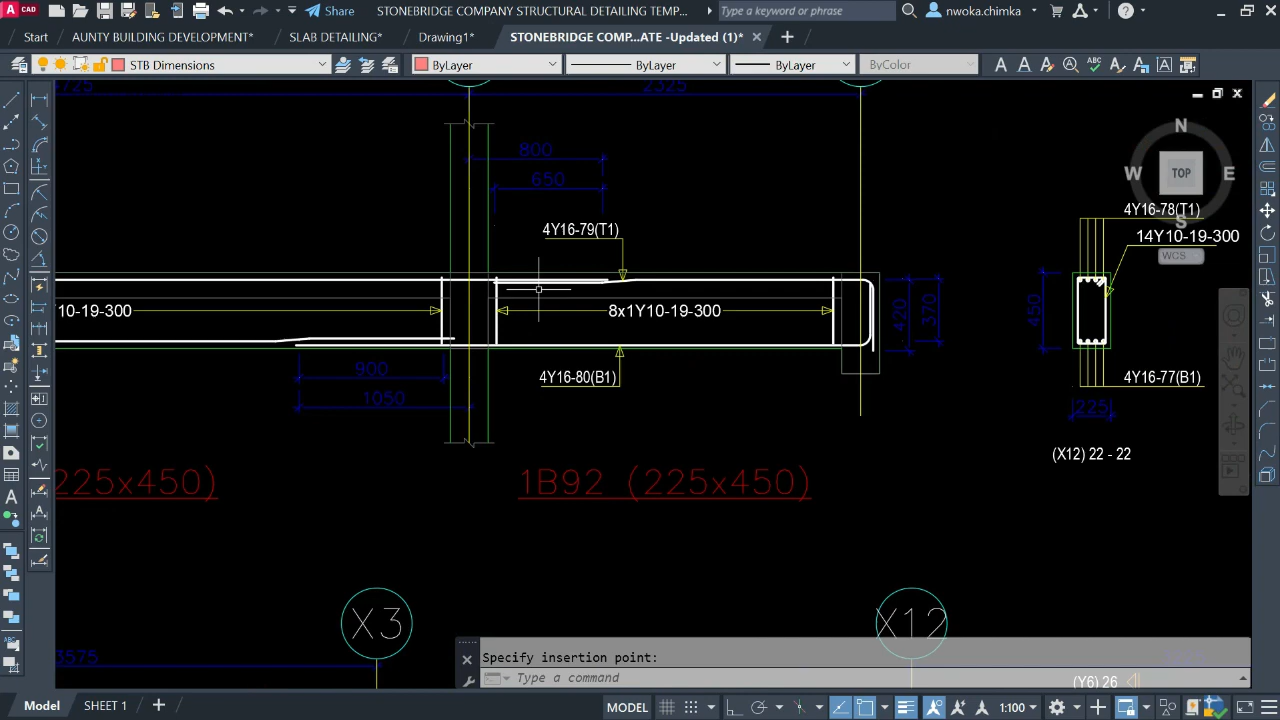 CAD
Share
STONEBRIDGE COMPANY STRUCTURAL DETAILING TEMP...
Type a keyword or phrase
nwoka.chimka
Start
AUNTY BUILDING DEVELOPMENT*
SLAB DETAILING*
Drawing1*
STONEBRIDGE COMP...ATE -Updated (1)*
STB Dimensions
ByLayer
ByLayer
ByLayer
ByColor
4725
2325
N
800
W
TOP
E
650
4Y16-78(T1)
S
4Y16-79(T1)
14Y10-19-300
WCS
10-19-300
8x1Y10-19-300
420
370
450
900
4Y16-80(B1)
4Y16-77(B1)
1050
225
(X12) 22 - 22
225x450)
1B92 (225x450)
X3
X12
3575
Specify insertion point:
Type a command
(Y6) 26
Model
SHEET 1
MODEL
1:100